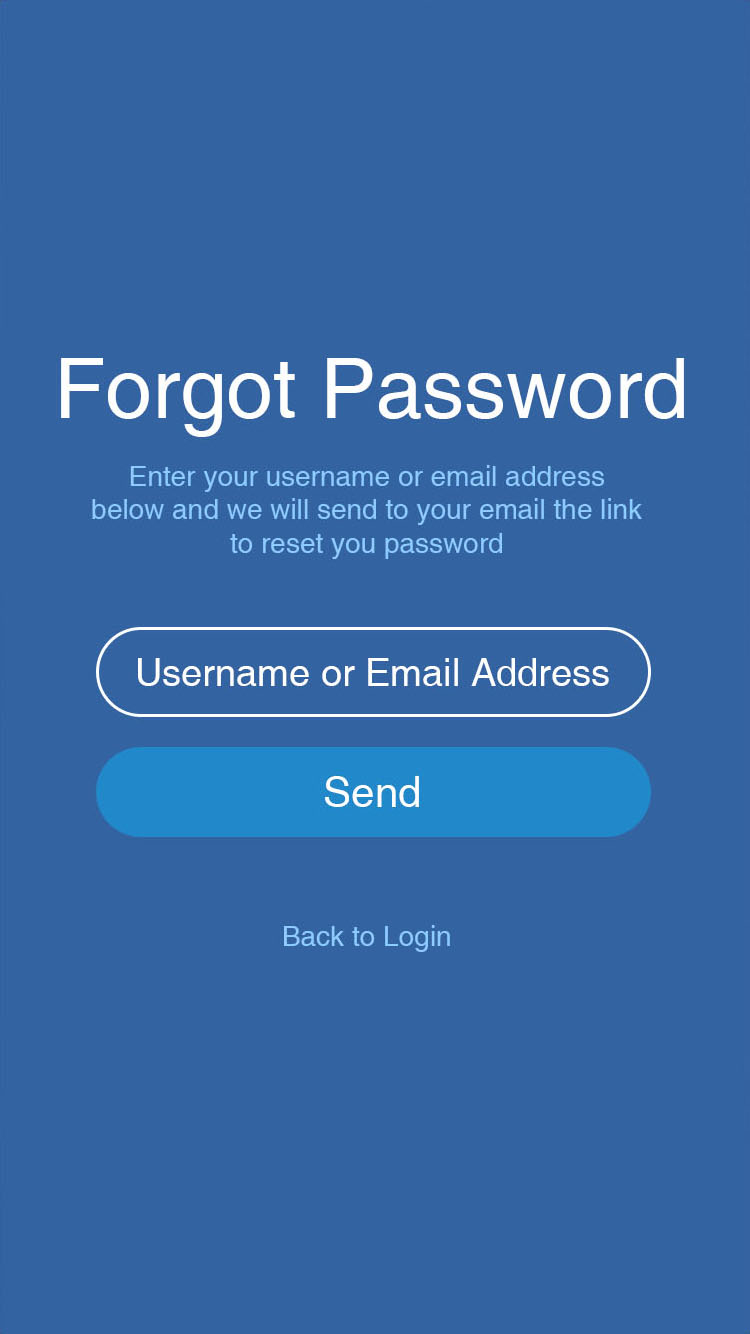 Forgot Password
Enter your username or email address
below and we will send to your email the link
to reset you password
Username or Email Address
Send
Back to Login